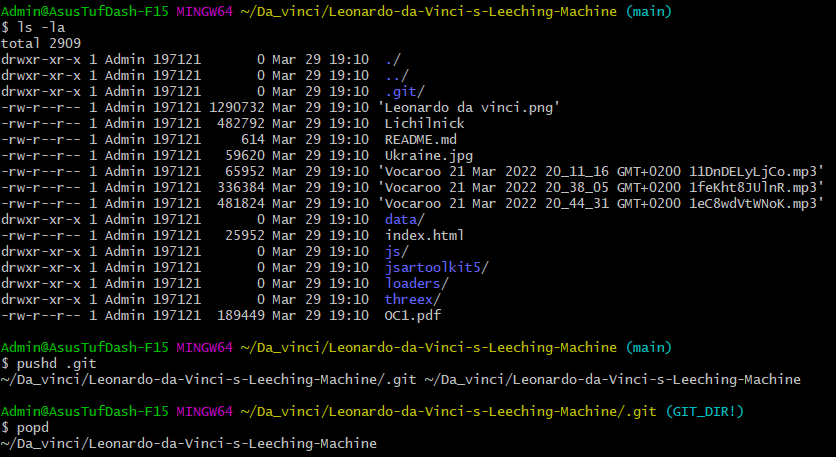 Admin@AsusTufDash-F15 MINGW64 ~/Da_vinci/Leonardo-da-Vinci-s-Leeching-Machine (main)
$ ls -la
total 2909
drwxr-xr-x 1 Admin 197121       0 Mar 29 19:10  ./
drwxr-xr-x 1 Admin 197121       0 Mar 29 19:10  ../
drwxr-xr-x 1 Admin 197121       0 Mar 29 19:10  .git/
-rw-r--r-- 1 Admin 197121 1290732 Mar 29 19:10 'Leonardo da vinci.png'
-rw-r--r-- 1 Admin 197121  482792 Mar 29 19:10  Lichilnick
-rw-r--r-- 1 Admin 197121     614 Mar 29 19:10  README.md
-rw-r--r-- 1 Admin 197121   59620 Mar 29 19:10  Ukraine.jpg
-rw-r--r-- 1 Admin 197121   65952 Mar 29 19:10 'Vocaroo 21 Mar 2022 20_11_16 GMT+0200 11DnDELyLjCo.mp3'
-rw-r--r-- 1 Admin 197121  336384 Mar 29 19:10 'Vocaroo 21 Mar 2022 20_38_05 GMT+0200 1feKht8JUlnR.mp3'
-rw-r--r-- 1 Admin 197121  481824 Mar 29 19:10 'Vocaroo 21 Mar 2022 20_44_31 GMT+0200 1eC8wdVtWNoK.mp3'
drwxr-xr-x 1 Admin 197121       0 Mar 29 19:10  data/
-rw-r--r-- 1 Admin 197121   25952 Mar 29 19:10  index.html
drwxr-xr-x 1 Admin 197121       0 Mar 29 19:10  js/
drwxr-xr-x 1 Admin 197121       0 Mar 29 19:10  jsartoolkit5/
drwxr-xr-x 1 Admin 197121       0 Mar 29 19:10  loaders/
drwxr-xr-x 1 Admin 197121       0 Mar 29 19:10  threex/
-rw-r--r-- 1 Admin 197121  189449 Mar 29 19:10  OC1.pdf
Admin@AsusTufDash-F15 MINGW64 ~/Da_vinci/Leonardo-da-Vinci-s-Leeching-Machine (main)
$ pushd .git
~/Da_vinci/Leonardo-da-Vinci-s-Leeching-Machine/.git ~/Da_vinci/Leonardo-da-Vinci-s-Leeching-Machine
Admin@AsusTufDash-F15 MINGW64 ~/Da_vinci/Leonardo-da-Vinci-s-Leeching-Machine/.git (GIT_DIR!)
$ popd
~/Da_vinci/Leonardo-da-Vinci-s-Leeching-Machine